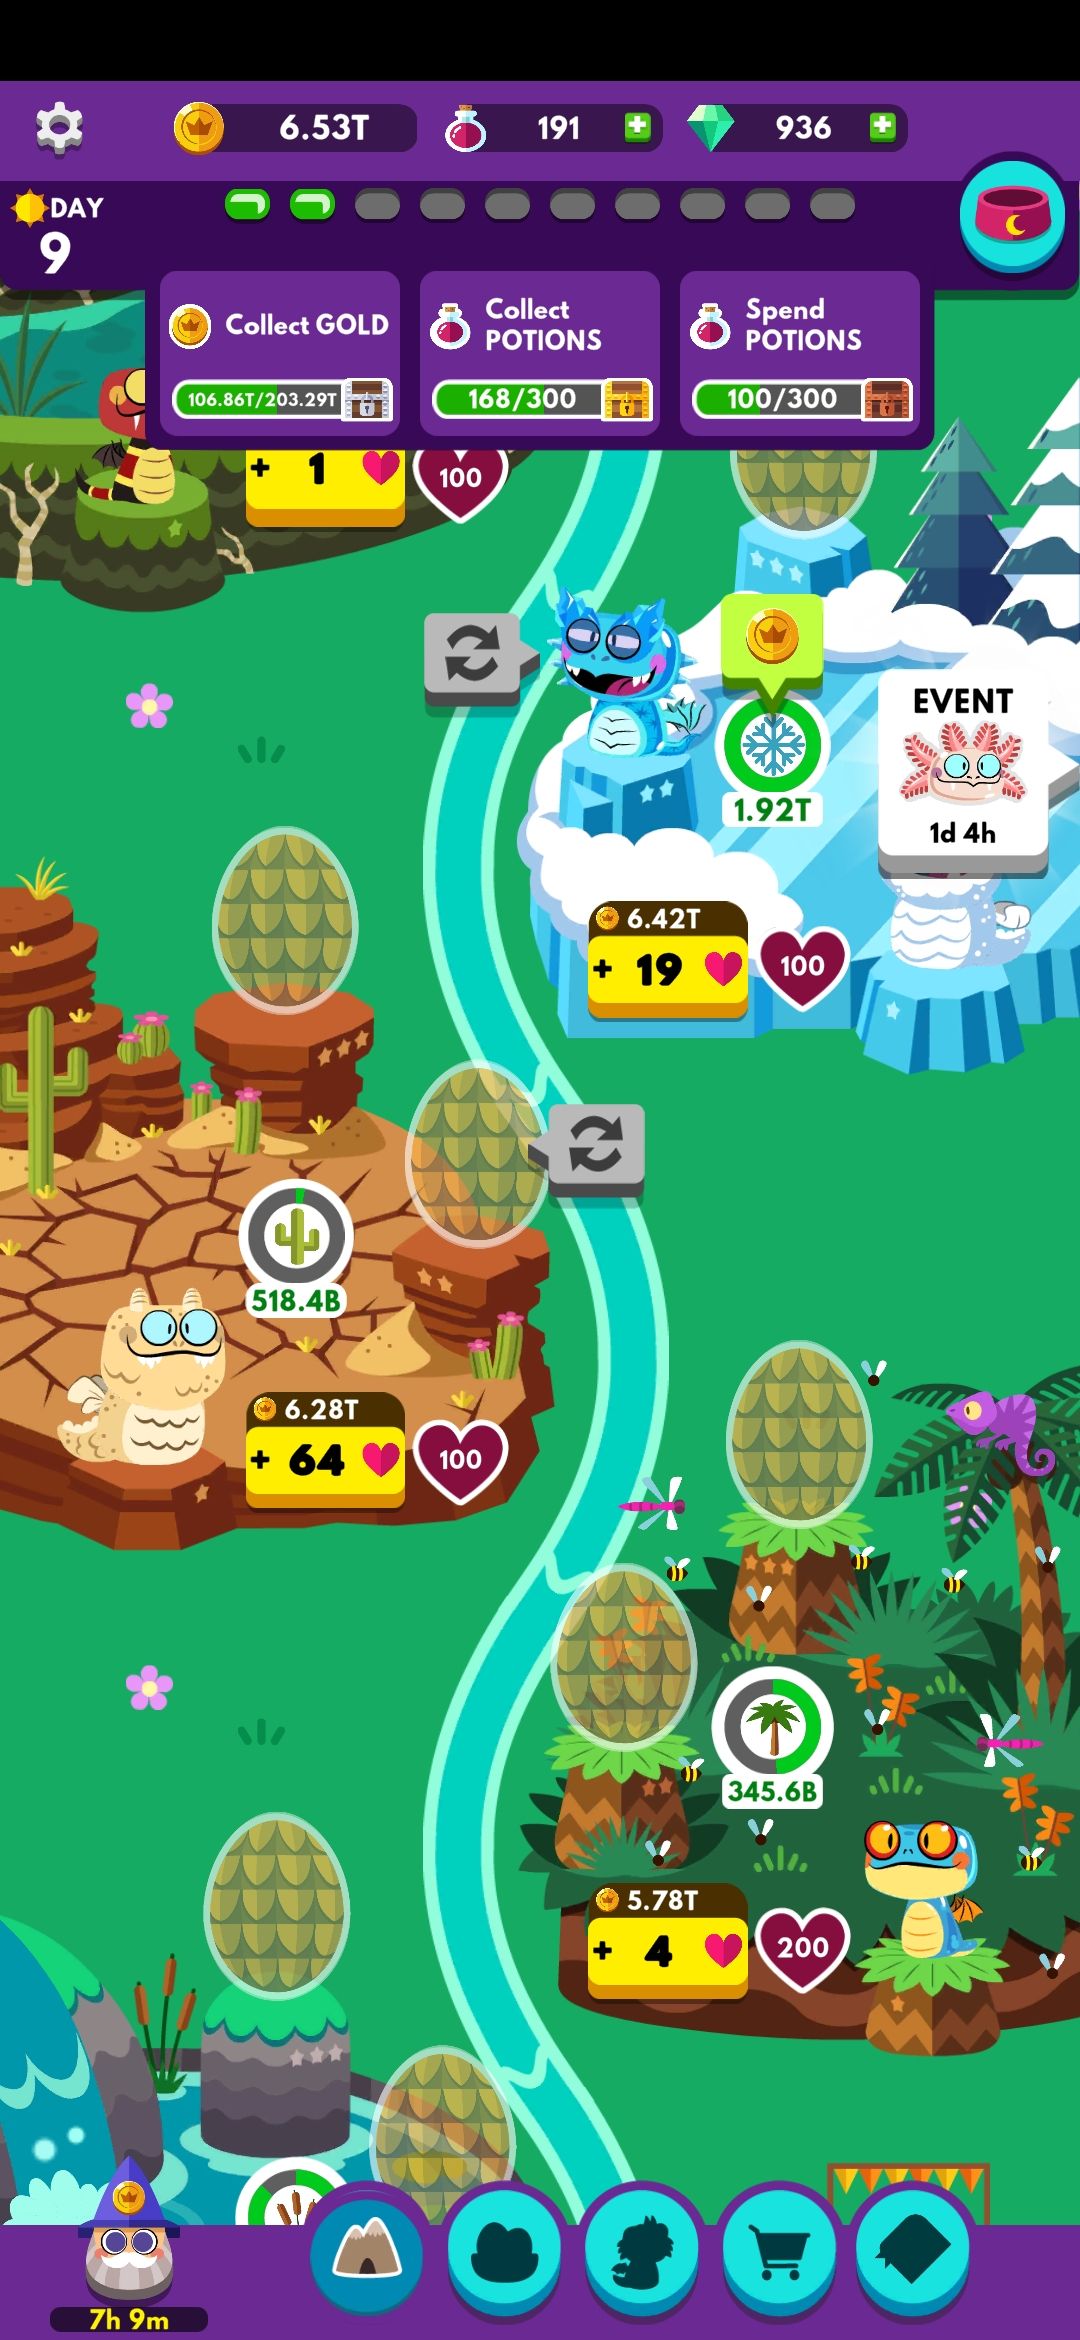 6.53T
191
936
DAY
9
Collect GOLD
106.86T/203.29T
Collect
POTIONS
168/300
Spend
POTIONS
100/300
+ 1
100
EVENT
1d 4h
1.92T
6.42T
+ 19
100
518.4B
6.28T
+ 64
100
345.6B
5.78T
+ 4
200
7h 9m